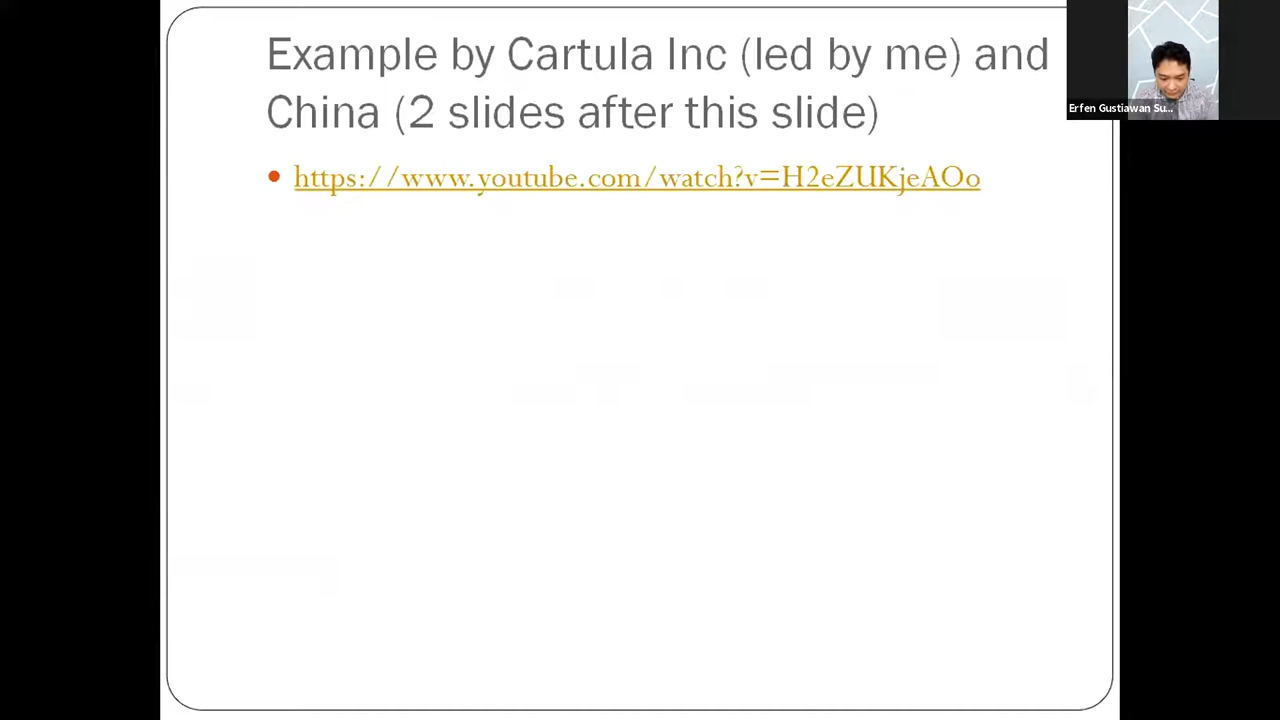 Example by Cartula Inc (led by me) and
China (2 slides after this slide)
https://www.youtube.com/watch?v=H2eZUKjeAOo
Erfen Gustiawan Su...